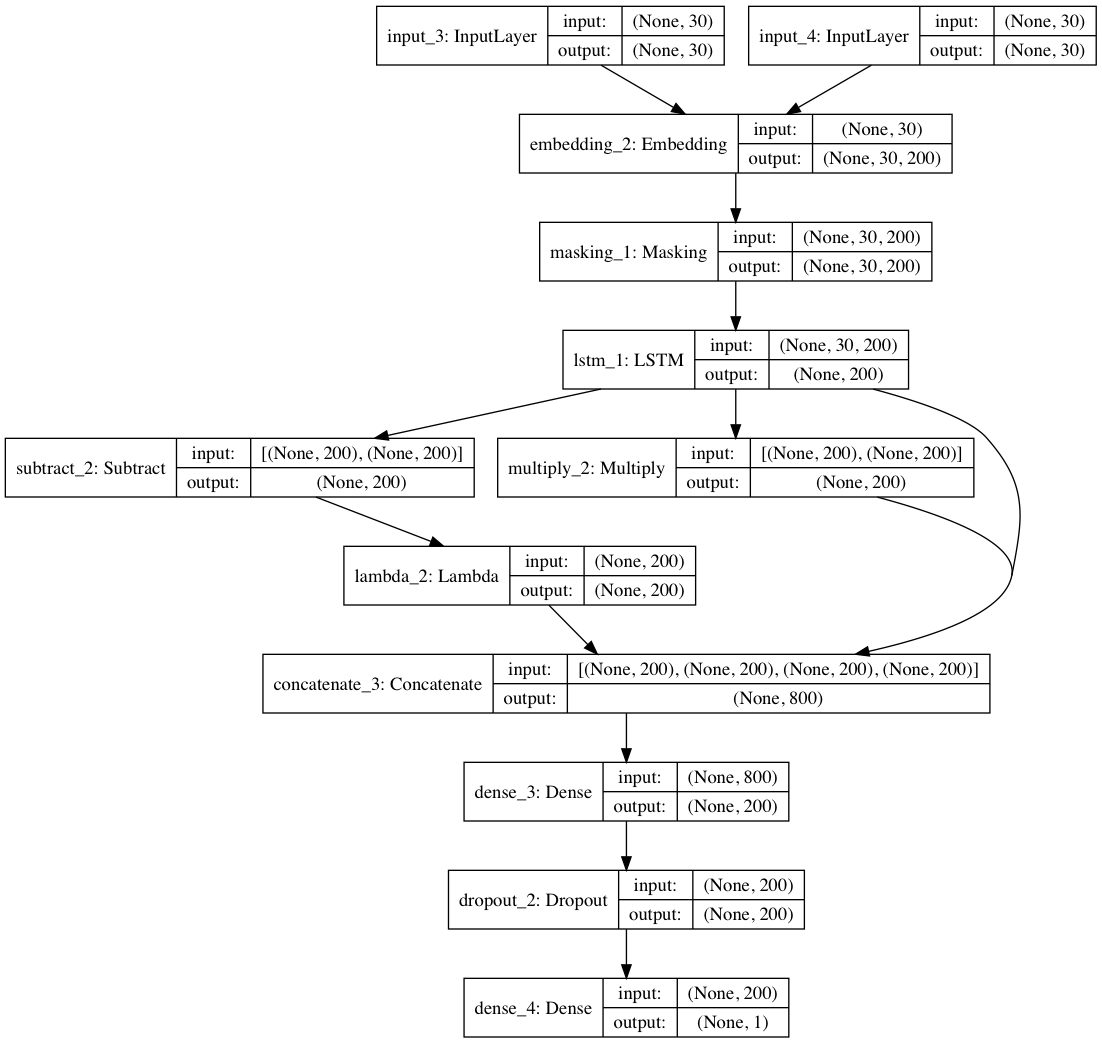 input_3: InputLayer
input: (None, 30)
output: (None, 30)
input_4: InputLayer
input: (None, 30)
output: (None, 30)
embedding_2: Embedding
input: (None, 30)
output: (None, 30, 200)
masking_1: Masking
input: (None, 30, 200)
output: (None, 30, 200)
lstm_1: LSTM
input: (None, 30, 200)
output: (None, 200)
subtract_2: Subtract
input: [(None, 200), (None, 200)]
output: (None, 200)
multiply_2: Multiply
input: [(None, 200), (None, 200)]
output: (None, 200)
lambda_2: Lambda
input: (None, 200)
output: (None, 200)
concatenate_3: Concatenate
input: [(None, 200), (None, 200), (None, 200), (None, 200)]
output: (None, 800)
dense_3: Dense
input: (None, 800)
output: (None, 200)
dropout_2: Dropout
input: (None, 200)
output: (None, 200)
dense_4: Dense
input: (None, 200)
output: (None, 1)